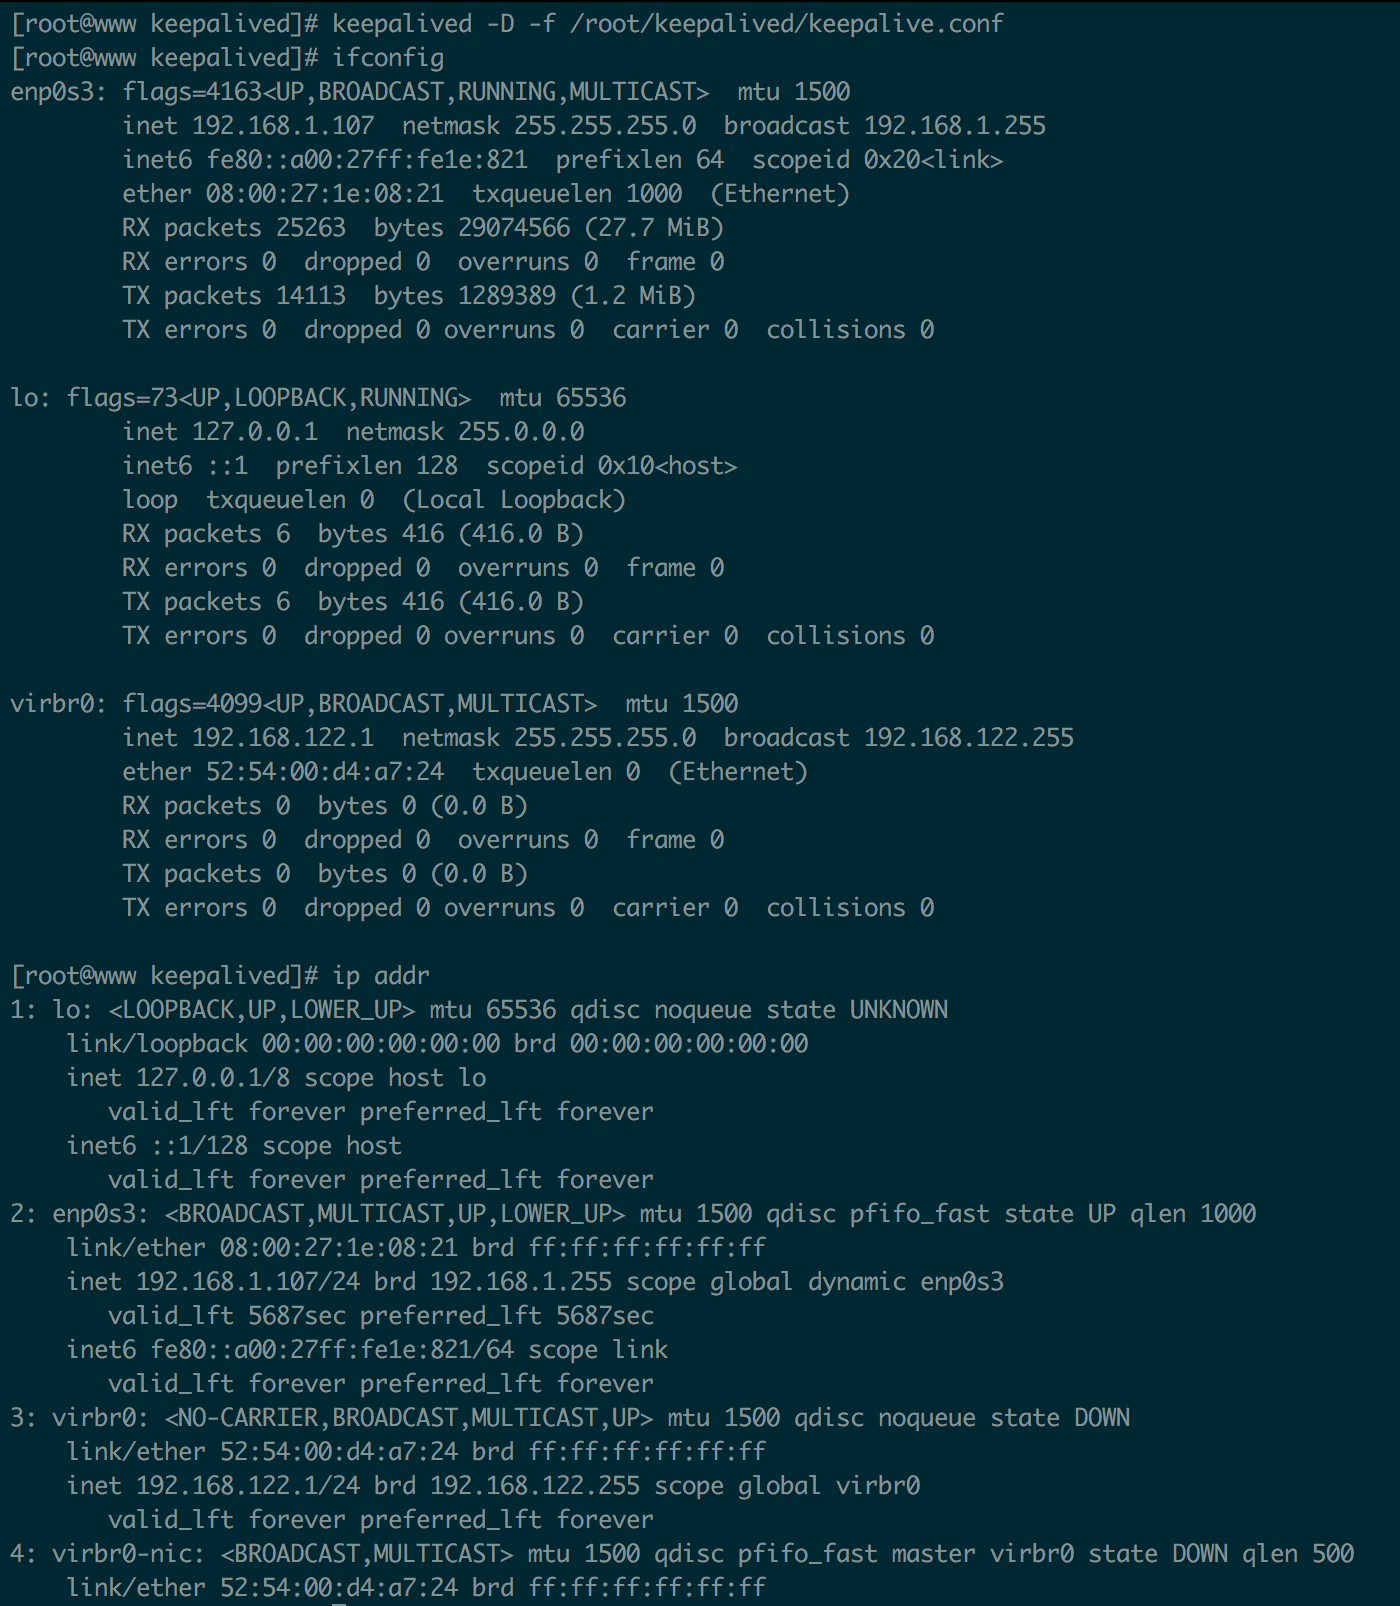 [root@www keepalived]# keepalived -D -f /root/keepalived/keepalive.conf
[root@www keepalived]# ifconfig
enp0s3: flags=4163<UP,BROADCAST,RUNNING,MULTICAST>  mtu 1500
        inet 192.168.1.107  netmask 255.255.255.0  broadcast 192.168.1.255
        inet6 fe80::a00:27ff:fe1e:821  prefixlen 64  scopeid 0x20<link>
        ether 08:00:27:1e:08:21  txqueuelen 1000  (Ethernet)
        RX packets 25263  bytes 29074566 (27.7 MiB)
        RX errors 0  dropped 0  overruns 0  frame 0
        TX packets 14113  bytes 1289389 (1.2 MiB)
        TX errors 0  dropped 0 overruns 0  carrier 0  collisions 0

lo: flags=73<UP,LOOPBACK,RUNNING>  mtu 65536
        inet 127.0.0.1  netmask 255.0.0.0
        inet6 ::1  prefixlen 128  scopeid 0x10<host>
        loop  txqueuelen 0  (Local Loopback)
        RX packets 6  bytes 416 (416.0 B)
        RX errors 0  dropped 0  overruns 0  frame 0
        TX packets 6  bytes 416 (416.0 B)
        TX errors 0  dropped 0 overruns 0  carrier 0  collisions 0

virbr0: flags=4099<UP,BROADCAST,MULTICAST>  mtu 1500
        inet 192.168.122.1  netmask 255.255.255.0  broadcast 192.168.122.255
        ether 52:54:00:d4:a7:24  txqueuelen 0  (Ethernet)
        RX packets 0  bytes 0 (0.0 B)
        RX errors 0  dropped 0  overruns 0  frame 0
        TX packets 0  bytes 0 (0.0 B)
        TX errors 0  dropped 0 overruns 0  carrier 0  collisions 0

[root@www keepalived]# ip addr
1: lo: <LOOPBACK,UP,LOWER_UP> mtu 65536 qdisc noqueue state UNKNOWN
    link/loopback 00:00:00:00:00:00 brd 00:00:00:00:00:00
    inet 127.0.0.1/8 scope host lo
       valid_lft forever preferred_lft forever
    inet6 ::1/128 scope host
       valid_lft forever preferred_lft forever
2: enp0s3: <BROADCAST,MULTICAST,UP,LOWER_UP> mtu 1500 qdisc pfifo_fast state UP qlen 1000
    link/ether 08:00:27:1e:08:21 brd ff:ff:ff:ff:ff:ff
    inet 192.168.1.107/24 brd 192.168.1.255 scope global dynamic enp0s3
       valid_lft 5687sec preferred_lft 5687sec
    inet6 fe80::a00:27ff:fe1e:821/64 scope link
       valid_lft forever preferred_lft forever
3: virbr0: <NO-CARRIER,BROADCAST,MULTICAST,UP> mtu 1500 qdisc noqueue state DOWN
    link/ether 52:54:00:d4:a7:24 brd ff:ff:ff:ff:ff:ff
    inet 192.168.122.1/24 brd 192.168.122.255 scope global virbr0
       valid_lft forever preferred_lft forever
4: virbr0-nic: <BROADCAST,MULTICAST> mtu 1500 qdisc pfifo_fast master virbr0 state DOWN qlen 500
    link/ether 52:54:00:d4:a7:24 brd ff:ff:ff:ff:ff:ff